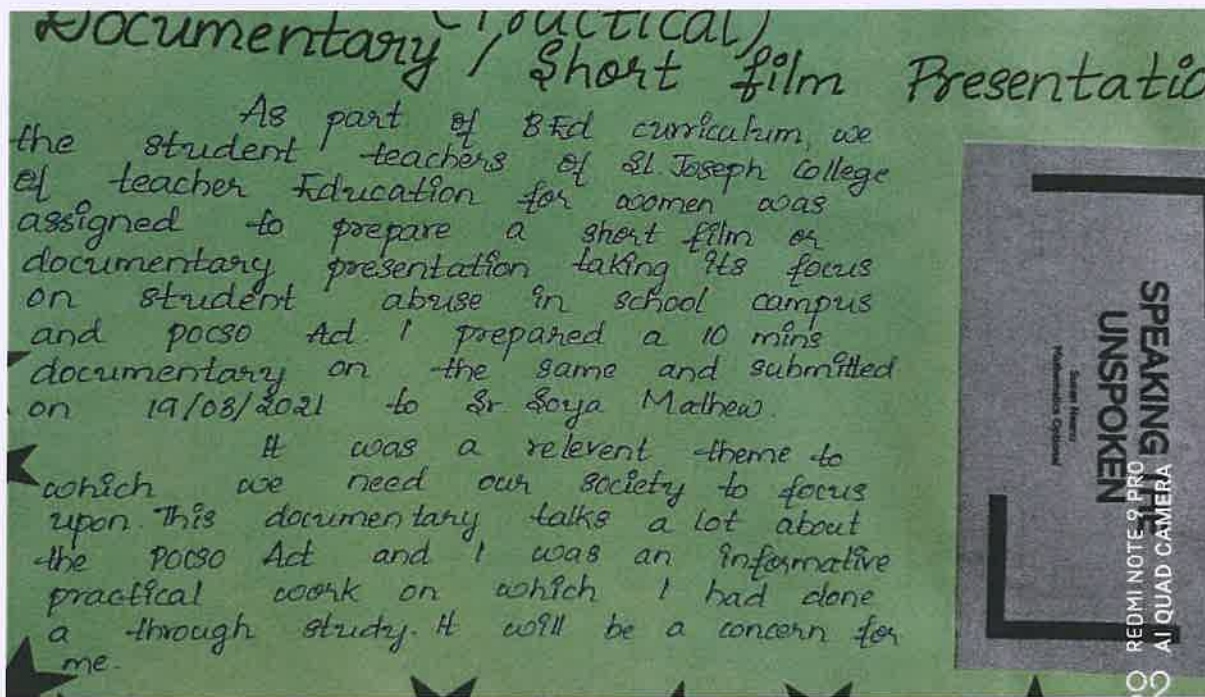 (Practical)
Documentary / Short film Presentatio
As part of B.Ed curriculum, we
the student teachers of St. Joseph College
of teacher Education for women was
assigned to prepare a short film or
documentary presentation taking its focus
on student abuse in school campus
and POCSO Act. I prepared a 10 mins
documentary on the same and submitted
on 19/03/2021 to Sr. Soya Mathew.
It was a relevent theme to
which we need our society to focus
upon. This documentary talks a lot about
the POCSO Act and I was an informative
practical work on which I had done
a through study. It will be a concern for
me.
SPEAKING THE
UNSPOKEN
Mathematics Optional
REDMI NOTE 9 PRO
AI QUAD CAMERA